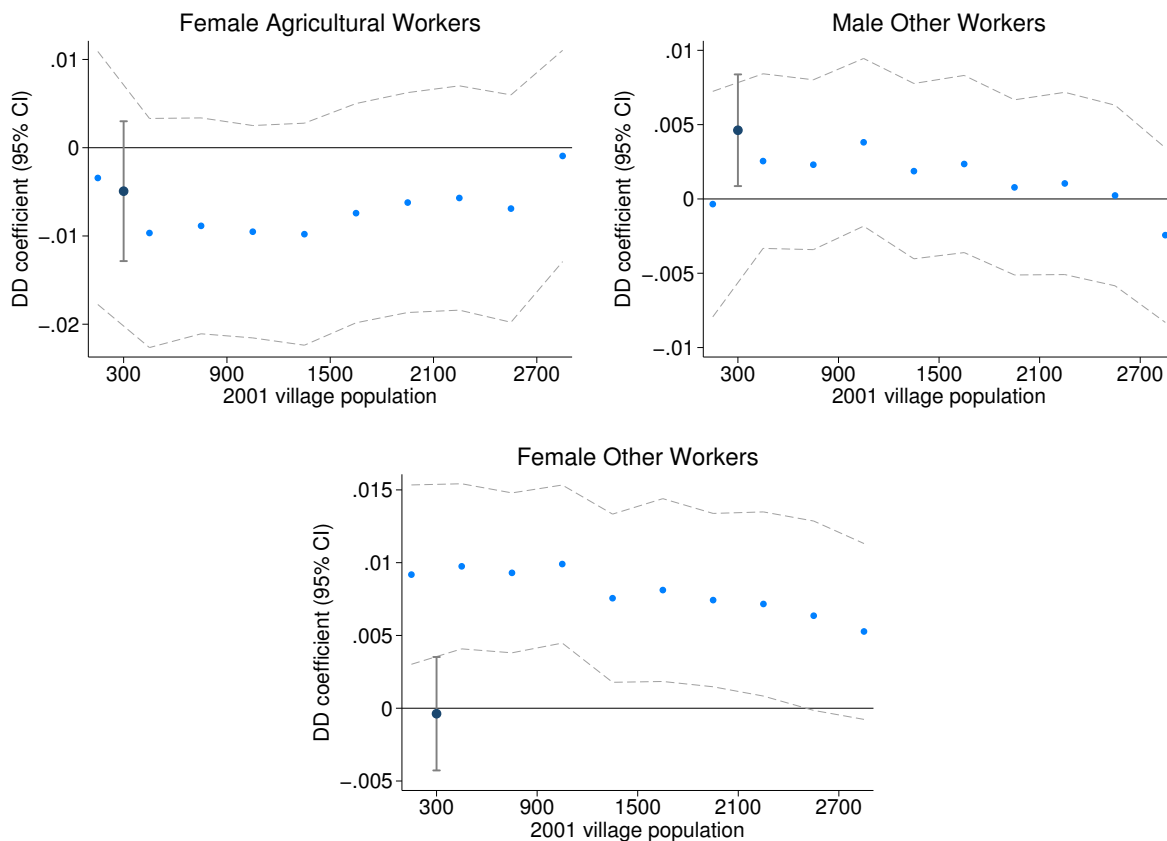 Female Agricultural Workers
.01
0
−.01
−.02
DD coefficient (95% CI)
300 900 1500 2100 2700
2001 village population
Male Other Workers
.01
.005
0
−.005
−.01
DD coefficient (95% CI)
300 900 1500 2100 2700
2001 village population
Female Other Workers
.015
.01
.005
0
−.005
DD coefficient (95% CI)
300 900 1500 2100 2700
2001 village population